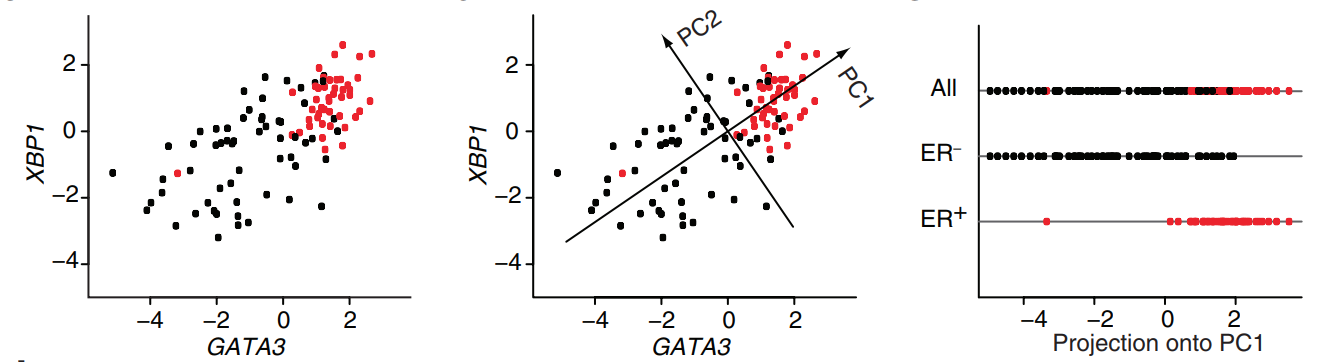 2
0
−2
−4
XBP1
−4 −2 0 2
GATA3
PC2
PC1
2
0
−2
−4
XBP1
−4 −2 0 2
GATA3
All
ER−
ER+
−4 −2 0 2
Projection onto PC1